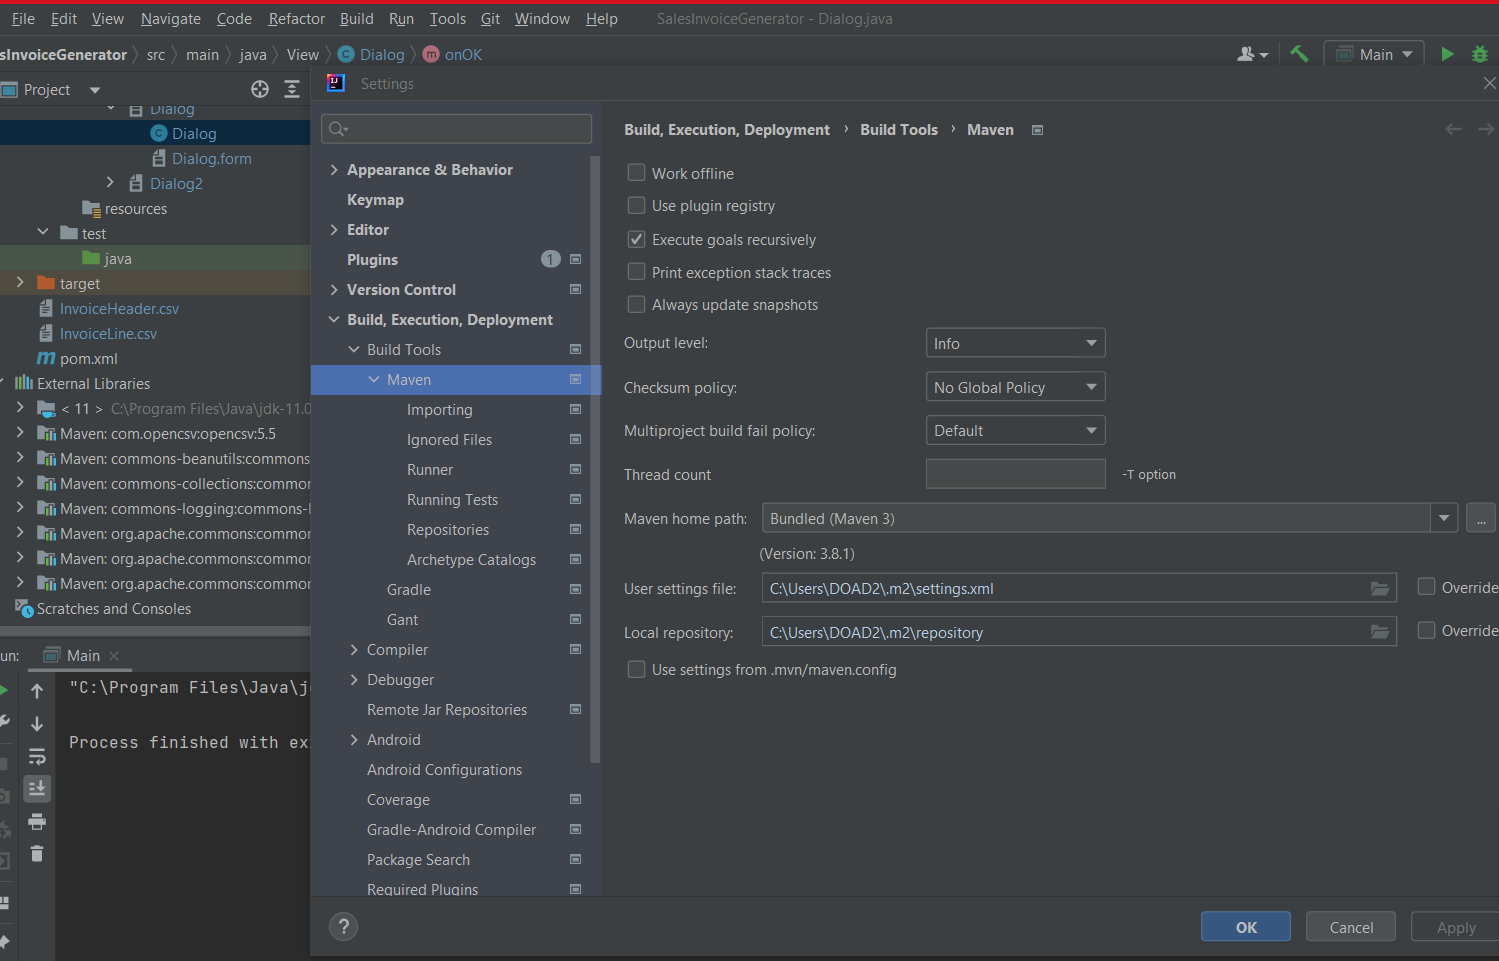 File Edit View Navigate Code Refactor Build Run Tools Git Window Help SalesInvoiceGenerator - Dialog.java
sInvoiceGenerator src main java View Dialog onOK Main
Project
Dialog
Dialog
Dialog.form
Dialog2
resources
test
java
target
InvoiceHeader.csv
InvoiceLine.csv
pom.xml
External Libraries
< 11 > C:\Program Files\Java\jdk-11.0
Maven: com.opencsv:opencsv:5.5
Maven: commons-beanutils:commons
Maven: commons-collections:commo
Maven: commons-logging:commons-l
Maven: org.apache.commons:commo
Maven: org.apache.commons:commo
Maven: org.apache.commons:commo
Scratches and Consoles
un: Main
"C:\Program Files\Java\j
Process finished with ex
Settings
Appearance & Behavior
Keymap
Editor
Plugins 1
Version Control
Build, Execution, Deployment
Build Tools
Maven
Importing
Ignored Files
Runner
Running Tests
Repositories
Archetype Catalogs
Gradle
Gant
Compiler
Debugger
Remote Jar Repositories
Android
Android Configurations
Coverage
Gradle-Android Compiler
Package Search
Required Plugins
Build, Execution, Deployment › Build Tools › Maven
Work offline
Use plugin registry
Execute goals recursively
Print exception stack traces
Always update snapshots
Output level: Info
Checksum policy: No Global Policy
Multiproject build fail policy: Default
Thread count -T option
Maven home path: Bundled (Maven 3) ...
(Version: 3.8.1)
User settings file: C:\Users\DOAD2\.m2\settings.xml Override
Local repository: C:\Users\DOAD2\.m2\repository Override
Use settings from .mvn/maven.config
? OK Cancel Apply